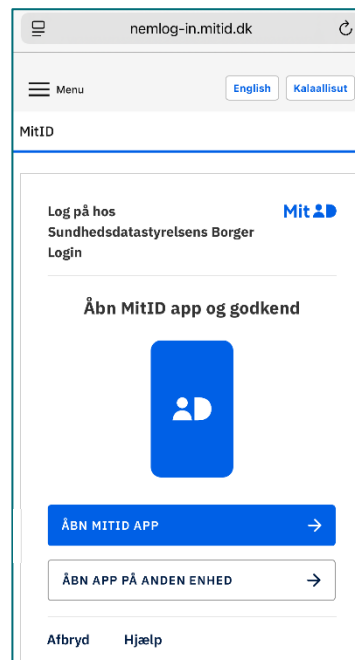 nemlog-in.mitid.dk
Menu
English
Kalaallisut
MitID
Log på hos
Sundhedsdatastyrelsens Borger
Login
Mit
Åbn MitID app og godkend
ÅBN MITID APP
ÅBN APP PÅ ANDEN ENHED
Afbryd
Hjælp